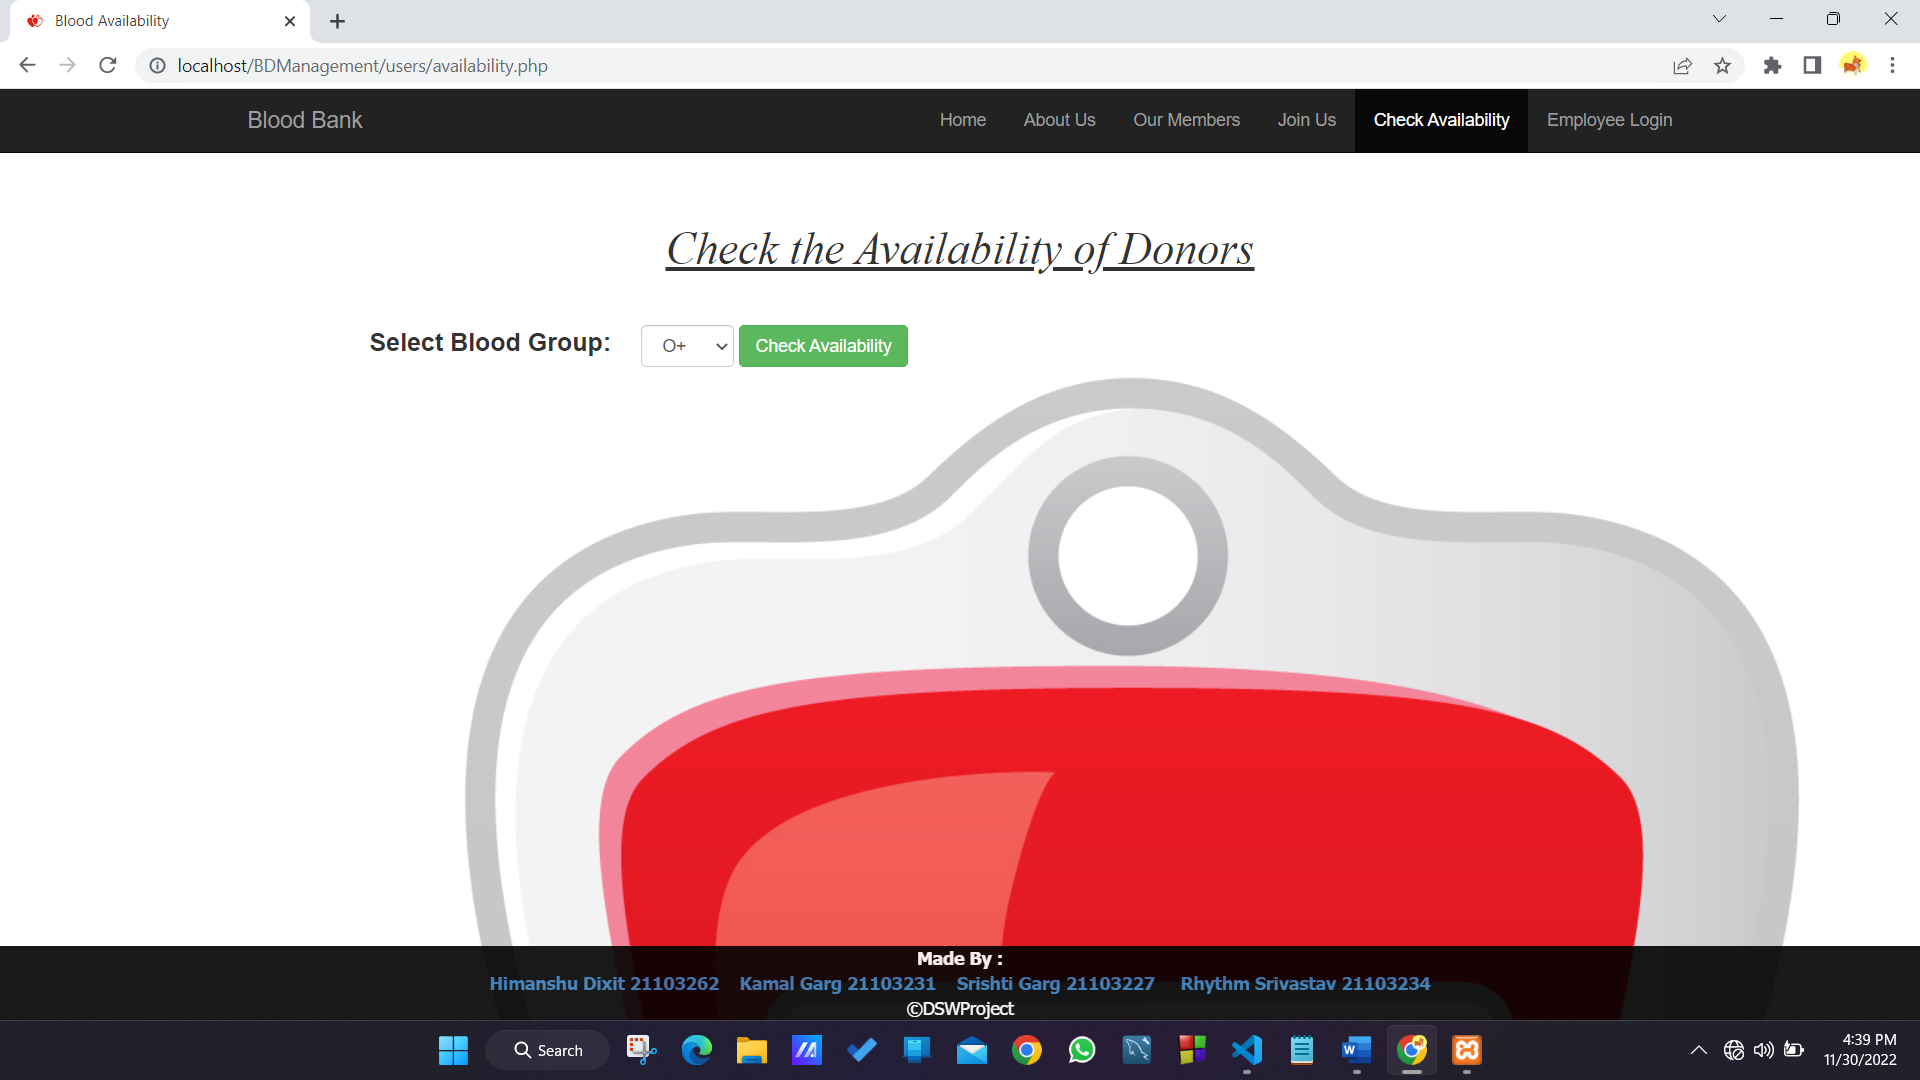 Blood Availability
localhost/BDManagement/users/availability.php
Blood Bank Home About Us Our Members Join Us Check Availability Employee Login
Check the Availability of Donors
Select Blood Group: O+ Check Availability
Made By :
Himanshu Dixit 21103262 Kamal Garg 21103231 Srishti Garg 21103227 Rhythm Srivastav 21103234
©DSWProject
Search
4:39 PM
11/30/2022